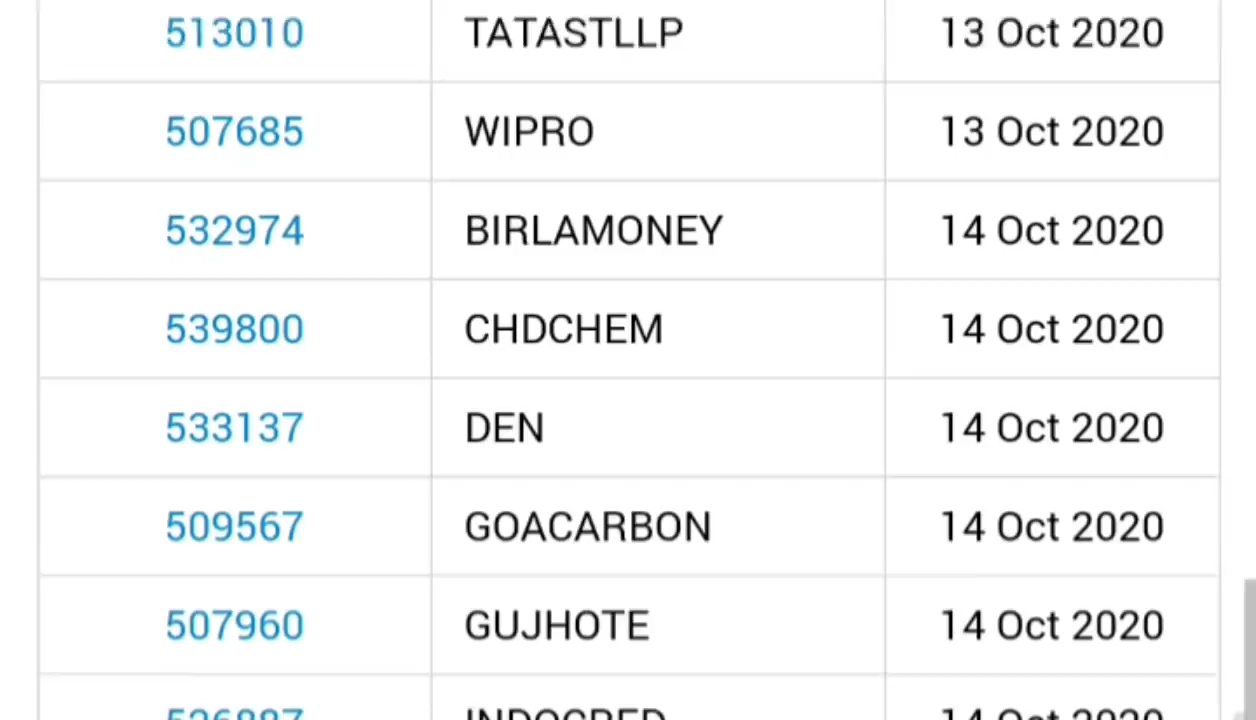 513010 TATASTLLP 13 Oct 2020
507685 WIPRO 13 Oct 2020
532974 BIRLAMONEY 14 Oct 2020
539800 CHDCHEM 14 Oct 2020
533137 DEN 14 Oct 2020
509567 GOACARBON 14 Oct 2020
507960 GUJHOTE 14 Oct 2020
14 Oct 2020